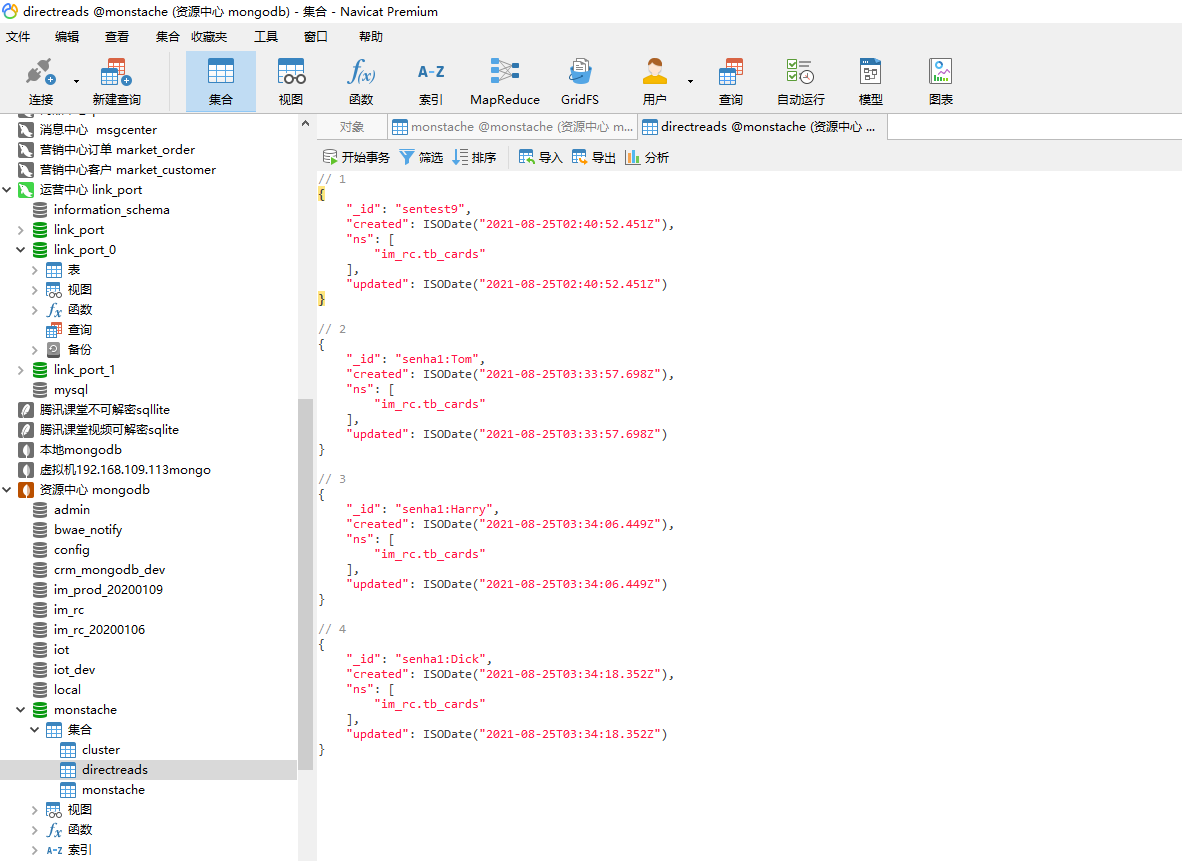 directreads @monstache (资源中心 mongodb) - 集合 - Navicat Premium
文件 编辑 查看 集合 收藏夹 工具 窗口 帮助
连接 新建查询 集合 视图 函数 索引 MapReduce GridFS 用户 查询 自动运行 模型 图表
f(x) A-Z
消息中心 msgcenter
营销中心订单 market_order
营销中心客户 market_customer
运营中心 link_port
information_schema
link_port
link_port_0
表
视图
fx 函数
查询
备份
link_port_1
mysql
腾讯课堂不可解密sqllite
腾讯课堂视频可解密sqlite
本地mongodb
虚拟机192.168.109.113mongo
资源中心 mongodb
admin
bwae_notify
config
crm_mongodb_dev
im_prod_20200109
im_rc
im_rc_20200106
iot
iot_dev
local
monstache
集合
cluster
directreads
monstache
视图
fx 函数
A-Z 索引
对象 monstache @monstache (资源中心 m... directreads @monstache (资源中心 ...
开始事务 筛选 排序 导入 导出 分析
// 1
{
"_id": "sentest9",
"created": ISODate("2021-08-25T02:40:52.451Z"),
"ns": [
"im_rc.tb_cards"
],
"updated": ISODate("2021-08-25T02:40:52.451Z")
}
// 2
{
"_id": "senha1:Tom",
"created": ISODate("2021-08-25T03:33:57.698Z"),
"ns": [
"im_rc.tb_cards"
],
"updated": ISODate("2021-08-25T03:33:57.698Z")
}
// 3
{
"_id": "senha1:Harry",
"created": ISODate("2021-08-25T03:34:06.449Z"),
"ns": [
"im_rc.tb_cards"
],
"updated": ISODate("2021-08-25T03:34:06.449Z")
}
// 4
{
"_id": "senha1:Dick",
"created": ISODate("2021-08-25T03:34:18.352Z"),
"ns": [
"im_rc.tb_cards"
],
"updated": ISODate("2021-08-25T03:34:18.352Z")
}